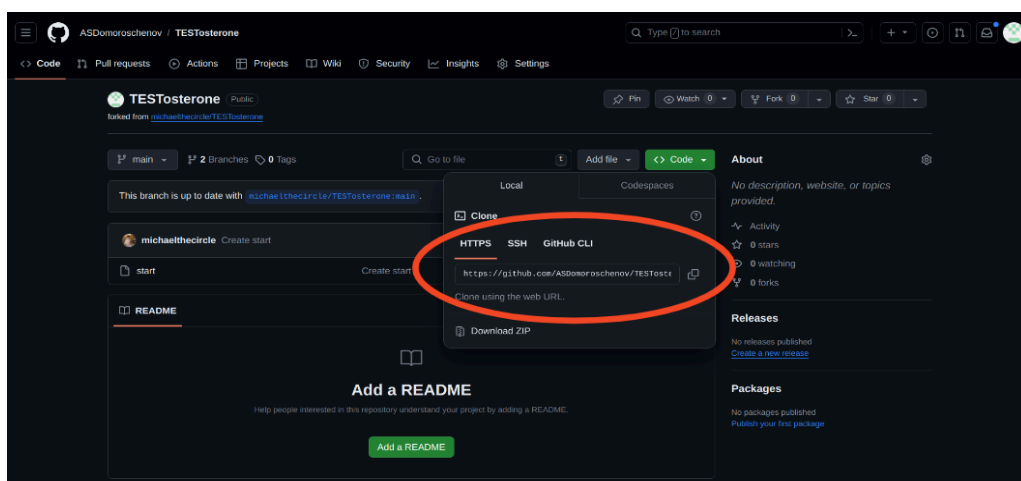 ASDomoroschenov / TESTosterone
Type / to search
Code Pull requests Actions Projects Wiki Security Insights Settings
TESTosterone Public
Pin Watch 0 Fork 0 Star 0
forked from michaelthecircle/TESTosterone
main 2 Branches 0 Tags
Go to file t
Add file <> Code
About
Local Codespaces
No description, website, or topics
provided.
This branch is up to date with michaelthecircle/TESTosterone:main .
Clone
Activity
HTTPS SSH GitHub CLI
0 stars
michaelthecircle Create start
0 watching
start Create start
https://github.com/ASDomoroschenov/TESToste
0 forks
Clone using the web URL.
README
Releases
Download ZIP
No releases published
Create a new release
Add a README
Packages
Help people interested in this repository understand your project by adding a README.
No packages published
Publish your first package
Add a README